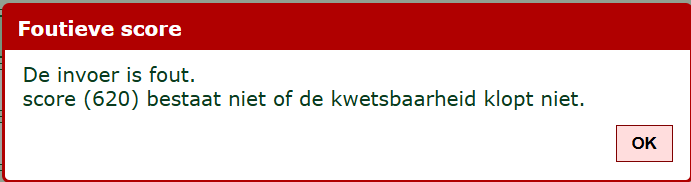 Foutieve score
De invoer is fout.
score (620) bestaat niet of de kwetsbaarheid klopt niet.
OK